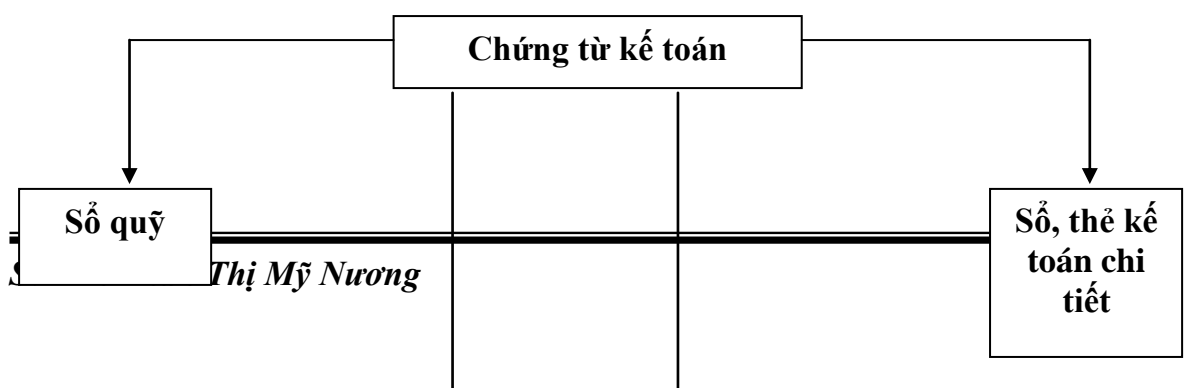 Chứng từ kế toán
Sổ quỹ
Sổ, thẻ kế
toán chi
tiết
Thị Mỹ Nương